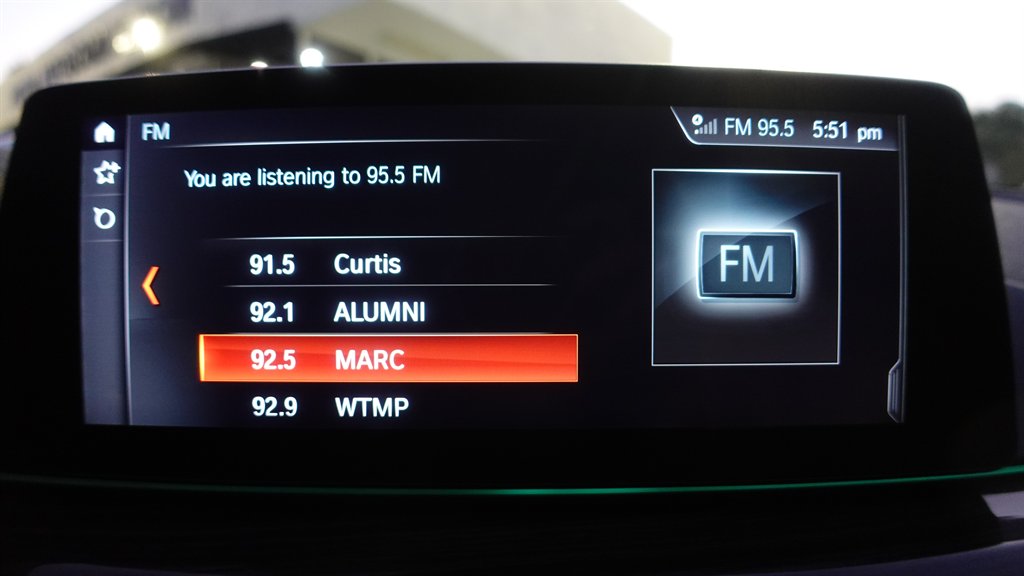 FM
FM 95.5 5:51 pm
You are listening to 95.5 FM
91.5 Curtis
92.1 ALUMNI
92.5 MARC
92.9 WTMP
FM